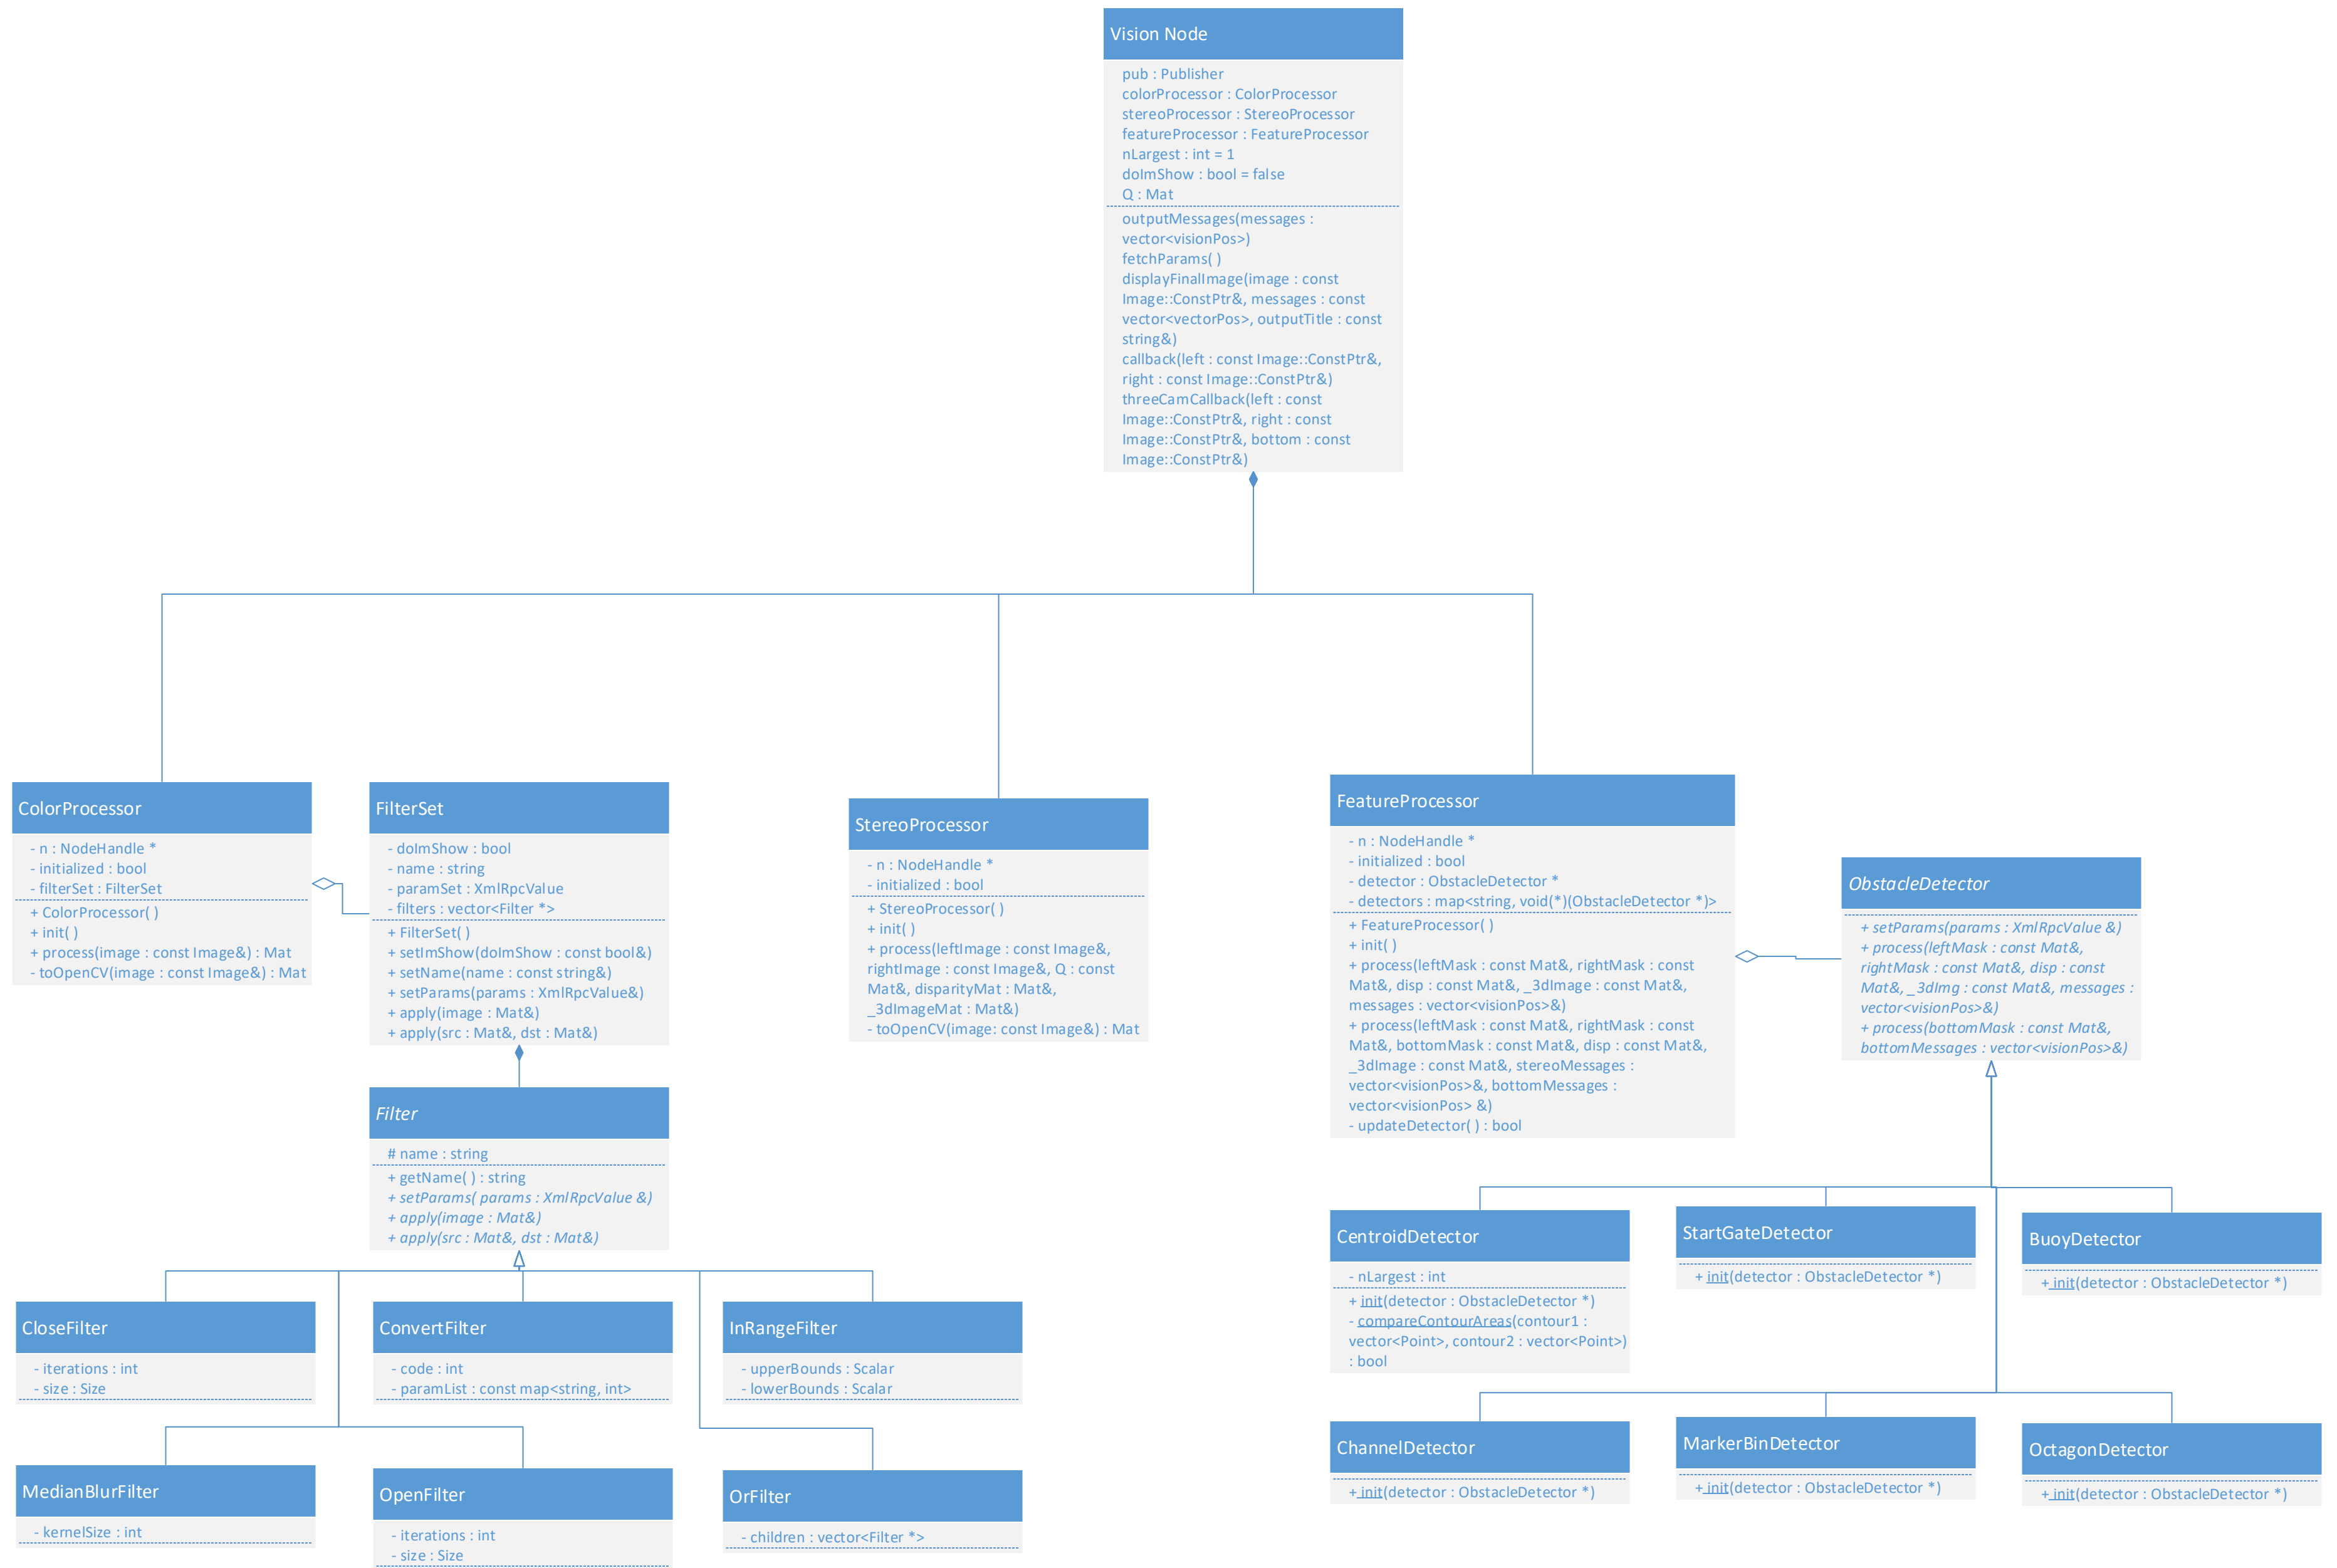 Vision Node
pub : Publisher
colorProcessor : ColorProcessor
stereoProcessor : StereoProcessor
featureProcessor : FeatureProcessor
nLargest : int = 1
doImShow : bool = false
Q : Mat
outputMessages(messages :
vector<visionPos>)
fetchParams( )
displayFinalImage(image : const
Image::ConstPtr&, messages : const
vector<vectorPos>, outputTitle : const
string&)
callback(left : const Image::ConstPtr&,
right : const Image::ConstPtr&)
threeCamCallback(left : const
Image::ConstPtr&, right : const
Image::ConstPtr&, bottom : const
Image::ConstPtr&)
ColorProcessor
- n : NodeHandle *
- initialized : bool
- filterSet : FilterSet
+ ColorProcessor( )
+ init( )
+ process(image : const Image&) : Mat
- toOpenCV(image : const Image&) : Mat
FilterSet
- doImShow : bool
- name : string
- paramSet : XmlRpcValue
- filters : vector<Filter *>
+ FilterSet( )
+ setImShow(doImShow : const bool&)
+ setName(name : const string&)
+ setParams(params : XmlRpcValue&)
+ apply(image : Mat&)
+ apply(src : Mat&, dst : Mat&)
StereoProcessor
- n : NodeHandle *
- initialized : bool
+ StereoProcessor( )
+ init( )
+ process(leftImage : const Image&,
rightImage : const Image&, Q : const
Mat&, disparityMat : Mat&,
_3dImageMat : Mat&)
- toOpenCV(image: const Image&) : Mat
FeatureProcessor
- n : NodeHandle *
- initialized : bool
- detector : ObstacleDetector *
- detectors : map<string, void(*)(ObstacleDetector *)>
+ FeatureProcessor( )
+ init( )
+ process(leftMask : const Mat&, rightMask : const
Mat&, disp : const Mat&, _3dImage : const Mat&,
messages : vector<visionPos>&)
+ process(leftMask : const Mat&, rightMask : const
Mat&, bottomMask : const Mat&, disp : const Mat&,
_3dImage : const Mat&, stereoMessages :
vector<visionPos>&, bottomMessages :
vector<visionPos> &)
- updateDetector( ) : bool
ObstacleDetector
+ setParams(params : XmlRpcValue &)
+ process(leftMask : const Mat&,
rightMask : const Mat&, disp : const
Mat&, _3dImg : const Mat&, messages :
vector<visionPos>&)
+ process(bottomMask : const Mat&,
bottomMessages : vector<visionPos>&)
Filter
# name : string
+ getName( ) : string
+ setParams( params : XmlRpcValue &)
+ apply(image : Mat&)
+ apply(src : Mat&, dst : Mat&)
CloseFilter
- iterations : int
- size : Size
ConvertFilter
- code : int
- paramList : const map<string, int>
InRangeFilter
- upperBounds : Scalar
- lowerBounds : Scalar
MedianBlurFilter
- kernelSize : int
OpenFilter
- iterations : int
- size : Size
OrFilter
- children : vector<Filter *>
CentroidDetector
- nLargest : int
+ init(detector : ObstacleDetector *)
- compareContourAreas(contour1 :
vector<Point>, contour2 : vector<Point>)
: bool
StartGateDetector
+ init(detector : ObstacleDetector *)
BuoyDetector
+ init(detector : ObstacleDetector *)
ChannelDetector
+ init(detector : ObstacleDetector *)
MarkerBinDetector
+ init(detector : ObstacleDetector *)
OctagonDetector
+ init(detector : ObstacleDetector *)